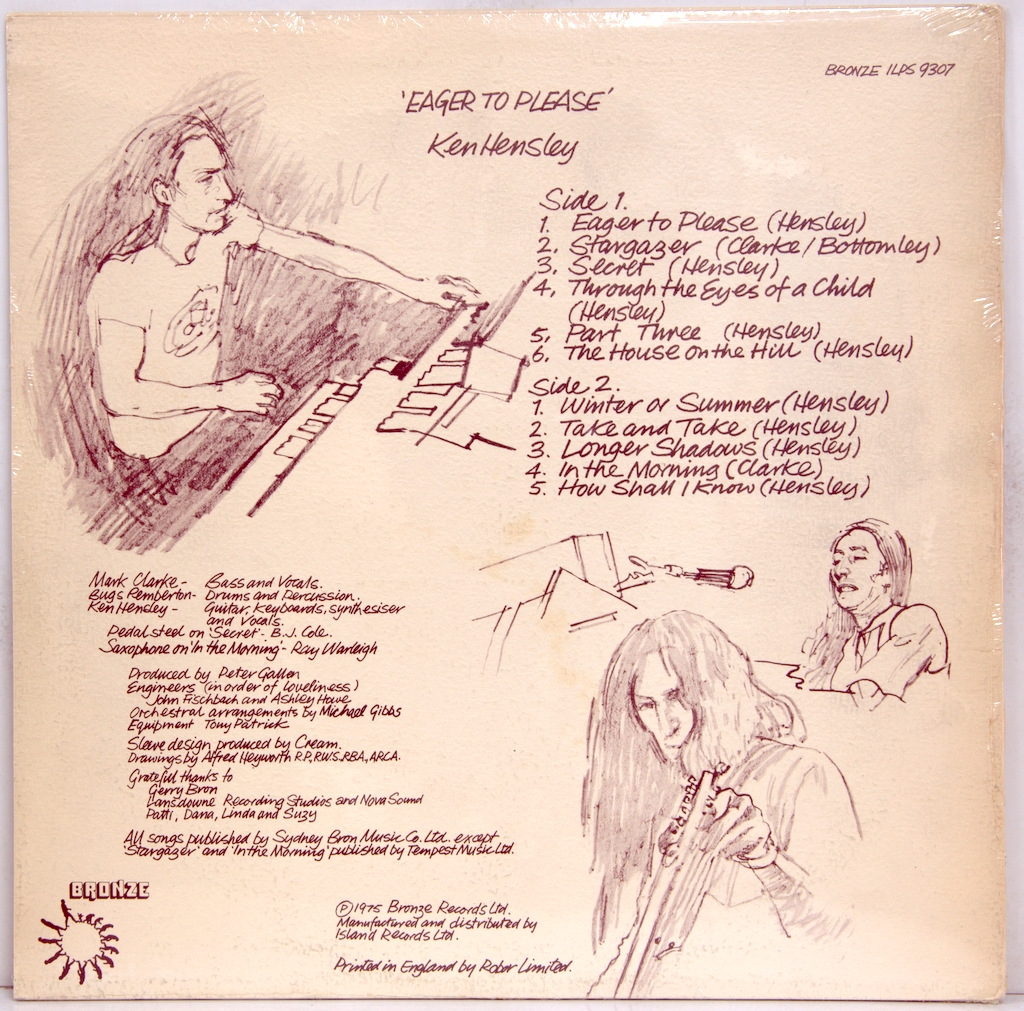 BRONZE ILPS 9307
'EAGER TO PLEASE'
Ken Hensley
Side 1.
1. Eager to Please (Hensley)
2. Stargazer (Clarke/Bottomley)
3. Secret (Hensley)
4. Through the Eyes of a Child
(Hensley)
5. Part Three (Hensley)
6. The House on the Hill (Hensley)
Side 2.
1. Winter or Summer (Hensley)
2. Take and Take (Hensley)
3. Longer Shadows (Hensley)
4. In the Morning (Clarke)
5. How Shall I Know (Hensley)
Mark Clarke - Bass and Vocals.
Bugs Pemberton - Drums and Percussion.
Ken Hensley - Guitar, Keyboards, synthesiser
and Vocals.
Pedal steel on 'Secret' - B.J. Cole.
Saxophone on 'In the Morning' - Ray Warleigh
Produced by Peter Gallen
Engineers (in order of loveliness)
John Fischbach and Ashley Howe
Orchestral arrangements by Michael Gibbs
Equipment Tony Patrick
Sleeve design produced by Cream.
Drawings by Alfred Heyworth R.P., R.W.S., R.B.A., A.R.C.A.
Grateful thanks to
Gerry Bron
Lansdowne Recording Studios and Nova Sound
Patti, Dana, Linda and Suzy
All songs published by Sydney Bron Music Co. Ltd. except
'Stargazer' and 'In the Morning' published by Tempest Music Ltd.
BRONZE
Ⓟ 1975 Bronze Records Ltd.
Manufactured and distributed by
Island Records Ltd.
Printed in England by Robor Limited.